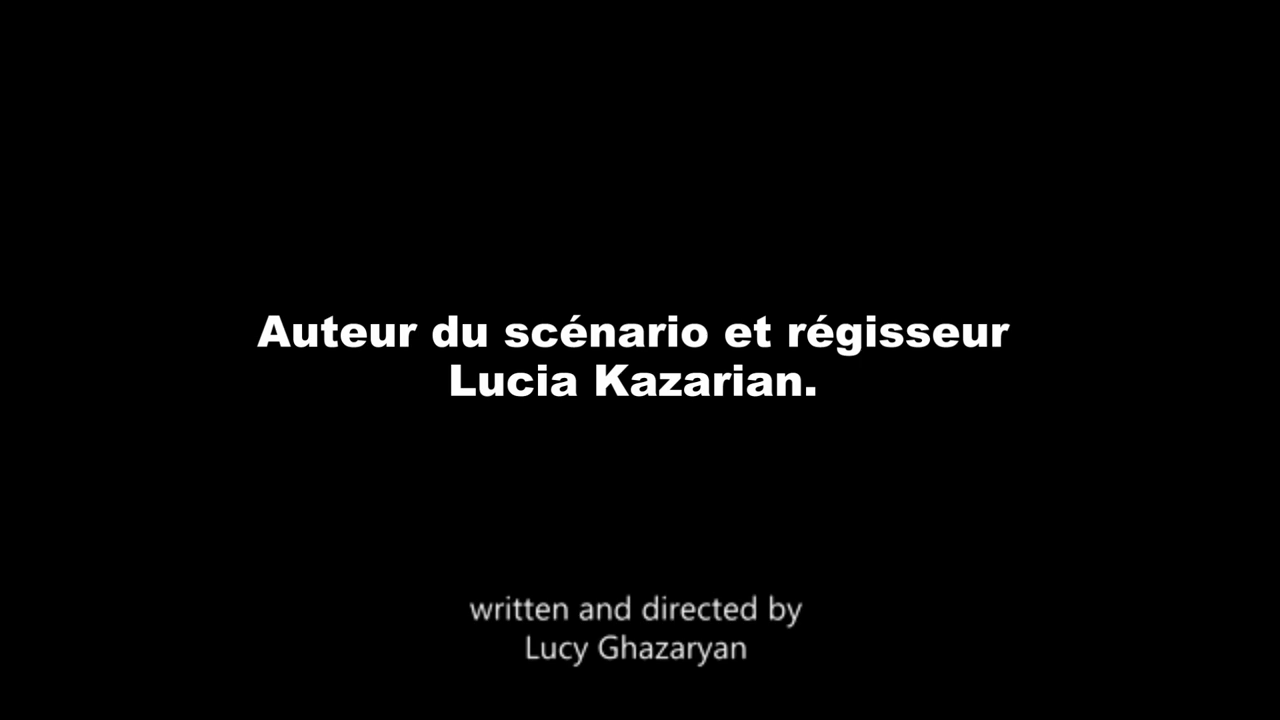 Auteur du scénario et régisseur
Lucia Kazarian.
written and directed by
Lucy Ghazaryan